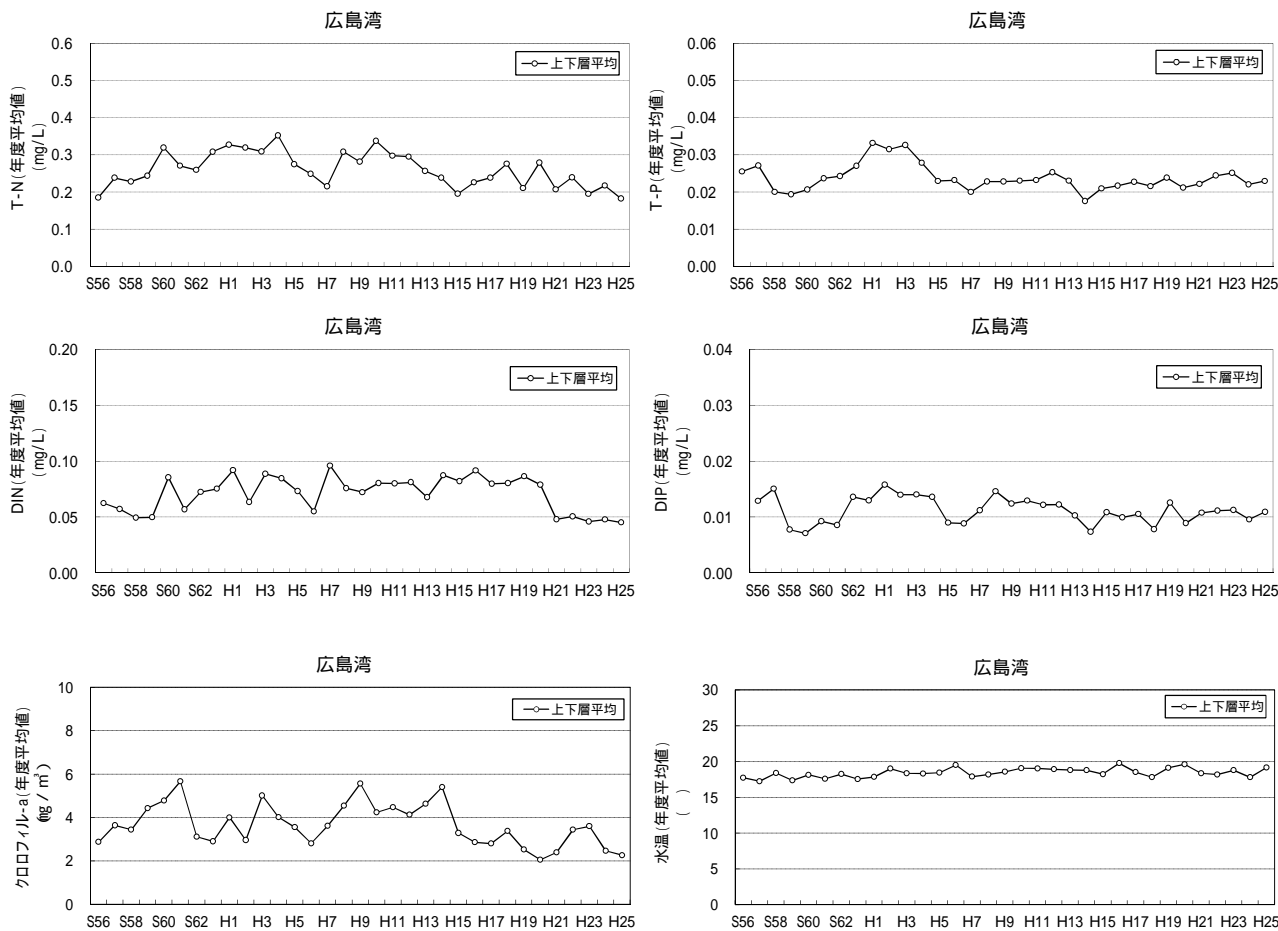 広島湾
上下層平均
T-N(年度平均値)
(mg/L)
0.6
0.5
0.4
0.3
0.2
0.1
0.0
S56 S58 S60 S62 H1 H3 H5 H7 H9 H11 H13 H15 H17 H19 H21 H23 H25
広島湾
上下層平均
T-P(年度平均値)
(mg/L)
0.06
0.05
0.04
0.03
0.02
0.01
0.00
S56 S58 S60 S62 H1 H3 H5 H7 H9 H11 H13 H15 H17 H19 H21 H23 H25
広島湾
上下層平均
DIN(年度平均値)
(mg/L)
0.20
0.15
0.10
0.05
0.00
S56 S58 S60 S62 H1 H3 H5 H7 H9 H11 H13 H15 H17 H19 H21 H23 H25
広島湾
上下層平均
DIP(年度平均値)
(mg/L)
0.04
0.03
0.02
0.01
0.00
S56 S58 S60 S62 H1 H3 H5 H7 H9 H11 H13 H15 H17 H19 H21 H23 H25
広島湾
上下層平均
クロロフィル-a(年度平均値)
(mg/㎥)
10
8
6
4
2
0
S56 S58 S60 S62 H1 H3 H5 H7 H9 H11 H13 H15 H17 H19 H21 H23 H25
広島湾
上下層平均
水温(年度平均値)
( )
30
25
20
15
10
5
0
S56 S58 S60 S62 H1 H3 H5 H7 H9 H11 H13 H15 H17 H19 H21 H23 H25